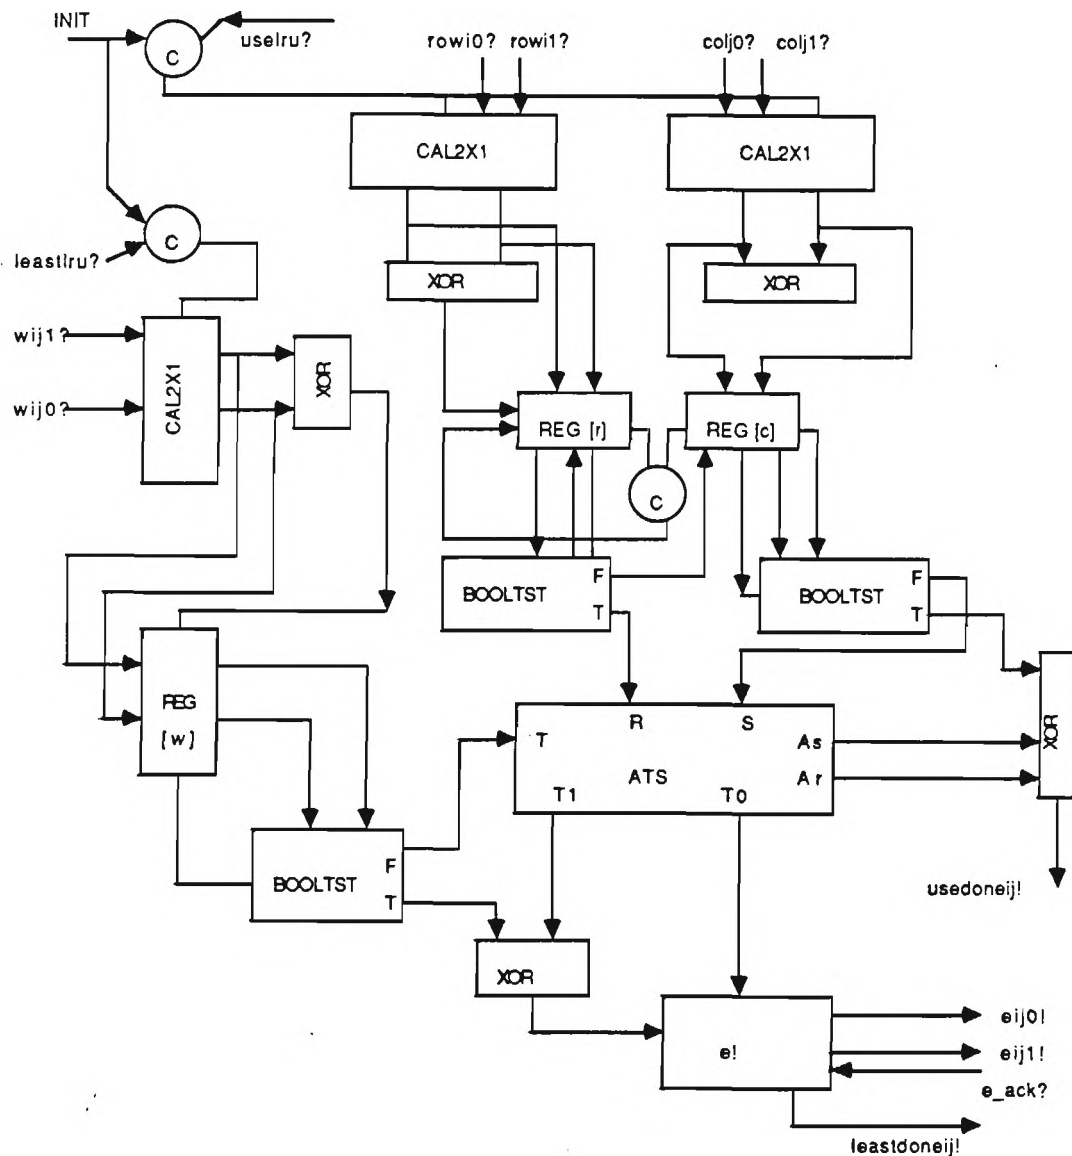 INIT
uselru?
C
rowi0?
rowi1?
colj0?
colj1?
CAL2X1
CAL2X1
C
leastlru?
XOR
XOR
wij1?
CAL2X1
XOR
wij0?
REG [r]
REG [c]
C
BOOLTST
F
T
BOOLTST
F
T
REG
[w]
R
S
T
ATS
As
Ar
T1
T0
XOR
BOOLTST
F
T
usedoneij!
XOR
e!
eij0!
eij1!
e_ack?
leastdoneij!